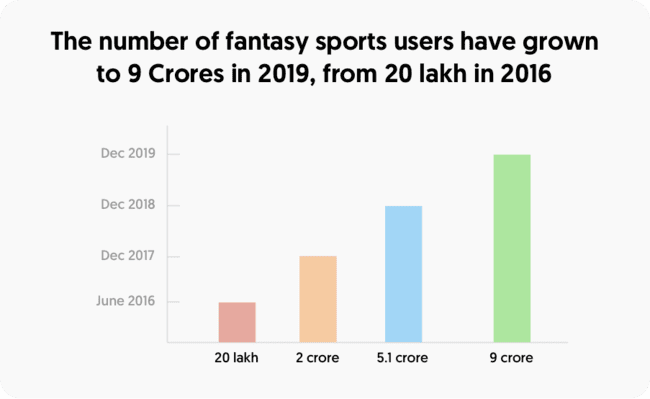 The number of fantasy sports users have grown
to 9 Crores in 2019, from 20 lakh in 2016
Dec 2019
Dec 2018
Dec 2017
June 2016
20 lakh
2 crore
5.1 crore
9 crore